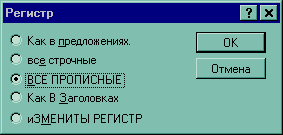 Регистр
Как в предложениях.
все строчные
ВСЕ ПРОПИСНЫЕ
Как В Заголовках
иЗМЕНИТЬ РЕГИСТР
OK
Отмена